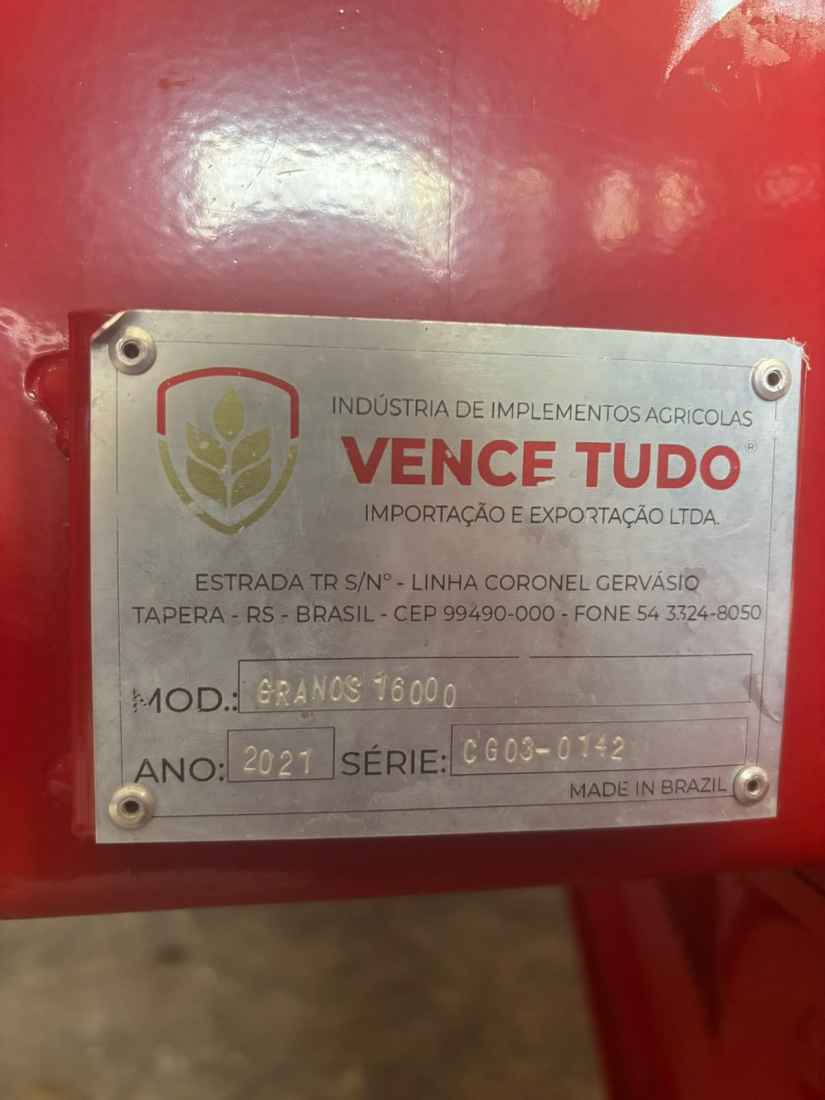 INDÚSTRIA DE IMPLEMENTOS AGRICOLAS
VENCE TUDO®
IMPORTAÇÃO E EXPORTAÇÃO LTDA.
ESTRADA TR S/Nº - LINHA CORONEL GERVÁSIO
TAPERA - RS - BRASIL - CEP 99490-000 - FONE 54 3324-8050
MOD.: GRANOS 16000
ANO: 2021 SÉRIE: CG03-0142
MADE IN BRAZIL